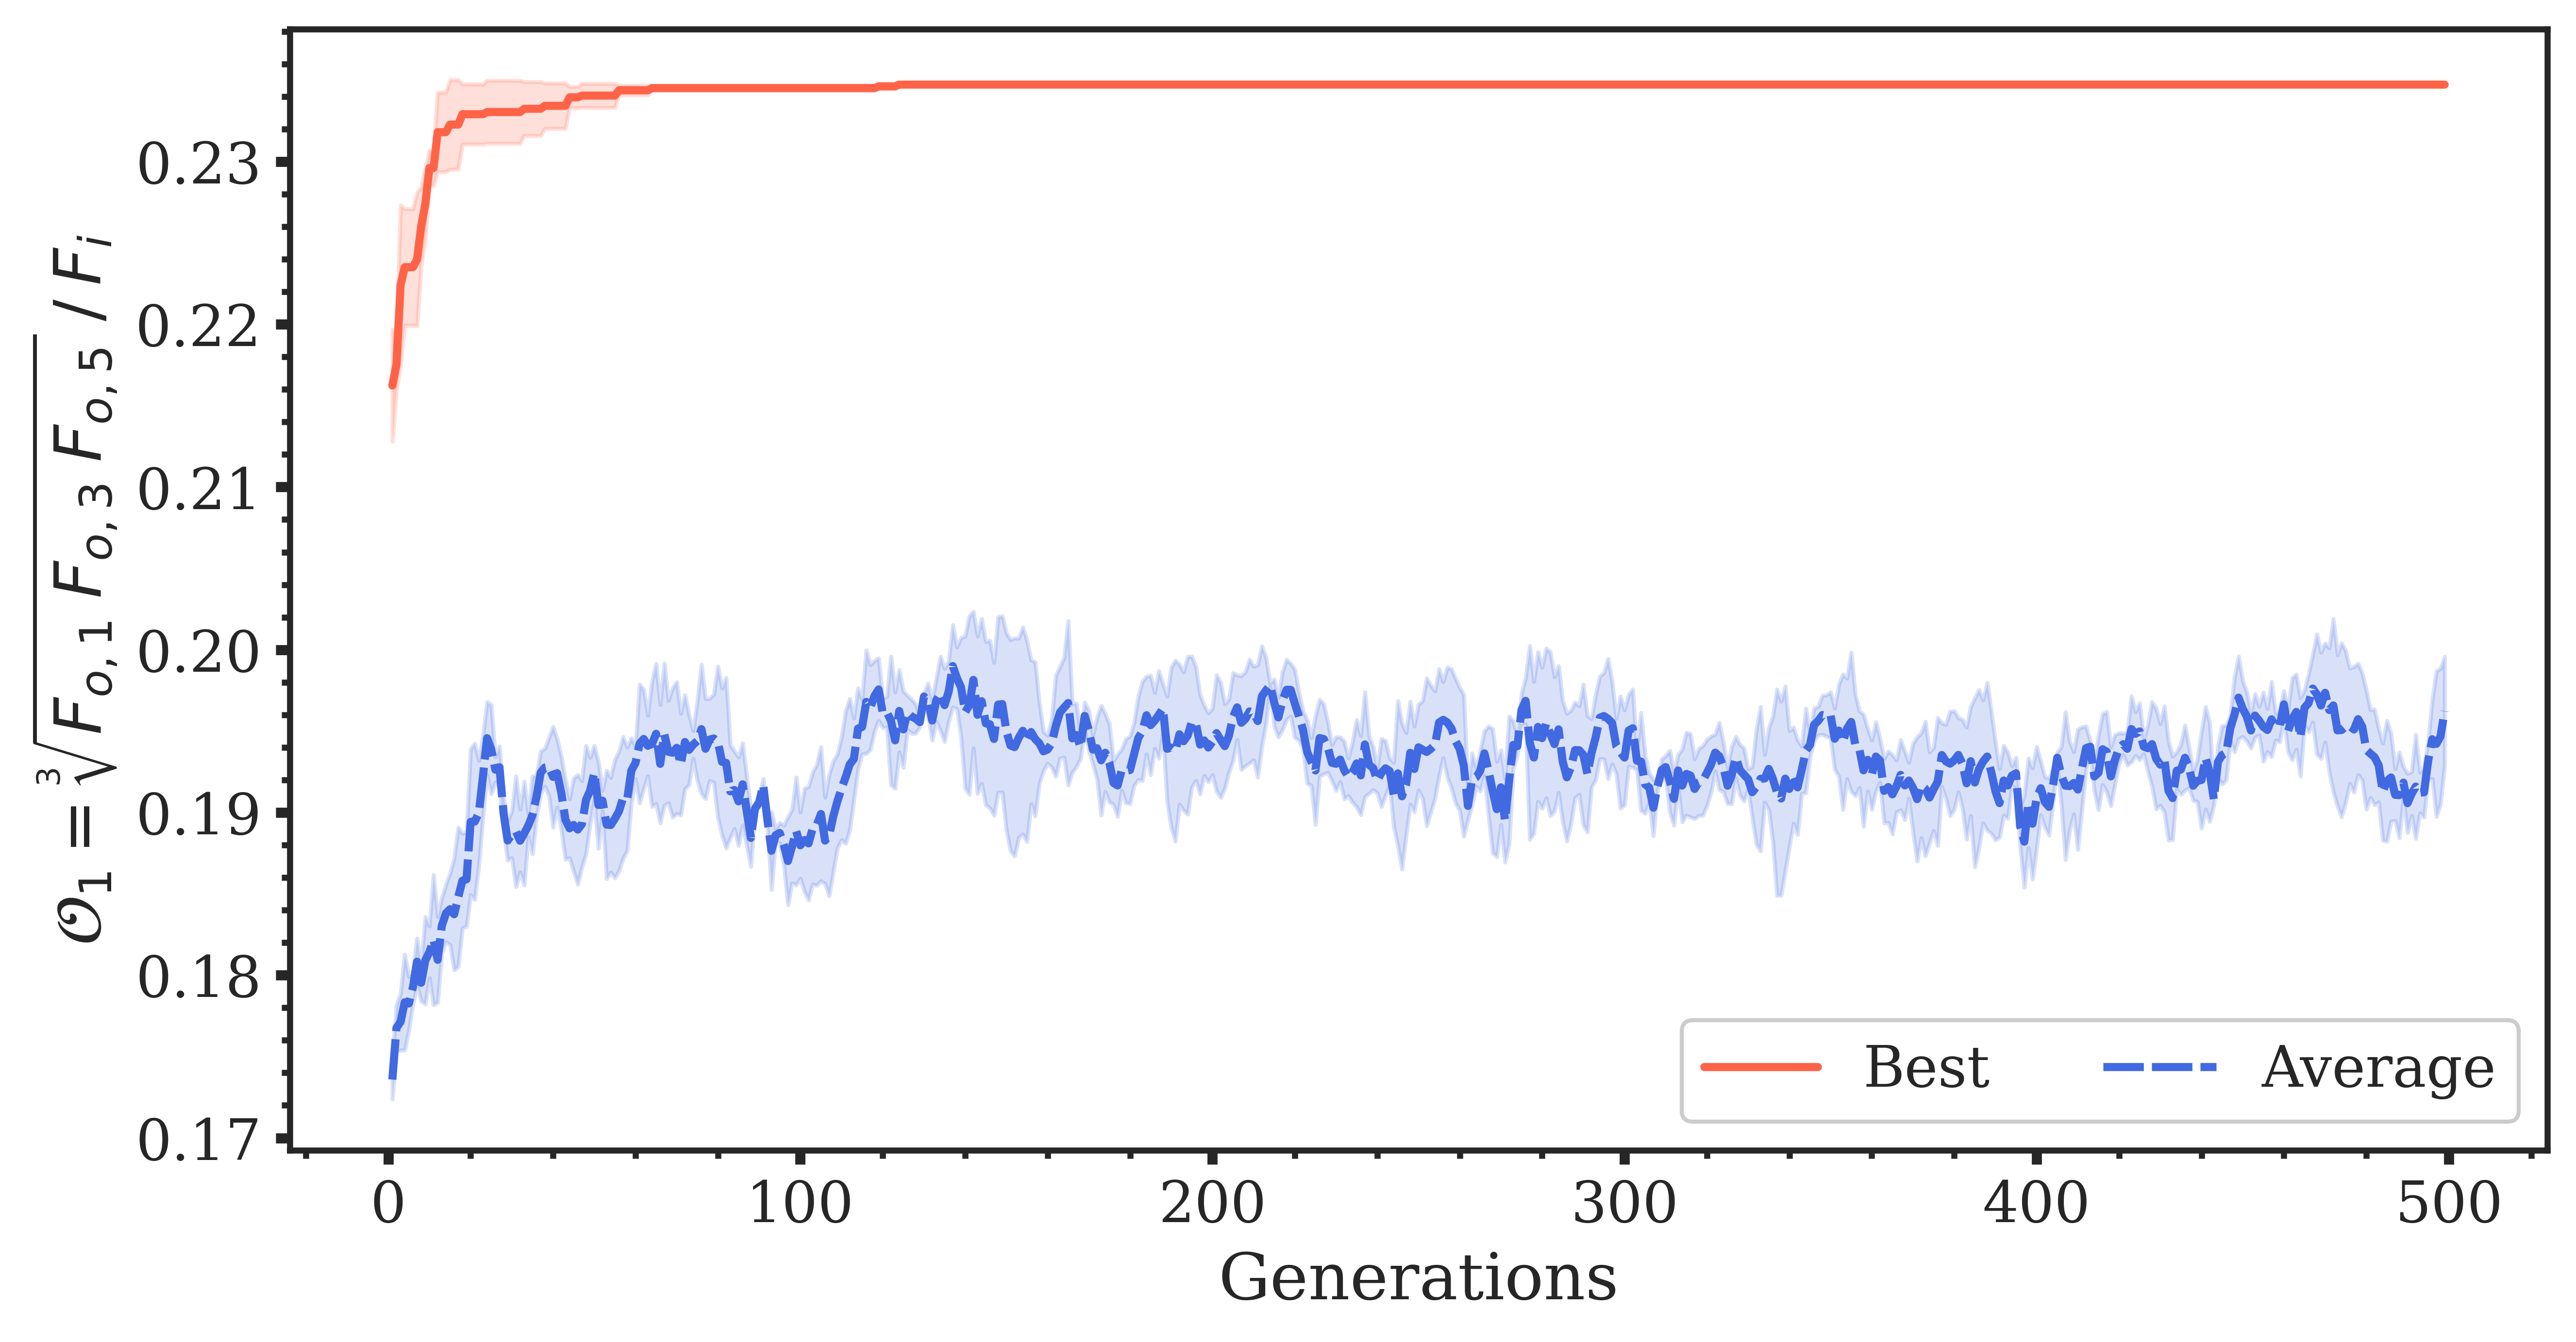 𝒪₁ = ∛(F_{o,1} F_{o,3} F_{o,5}) / F_i
0.23
0.22
0.21
0.20
0.19
0.18
0.17
Best
Average
0 100 200 300 400 500
Generations